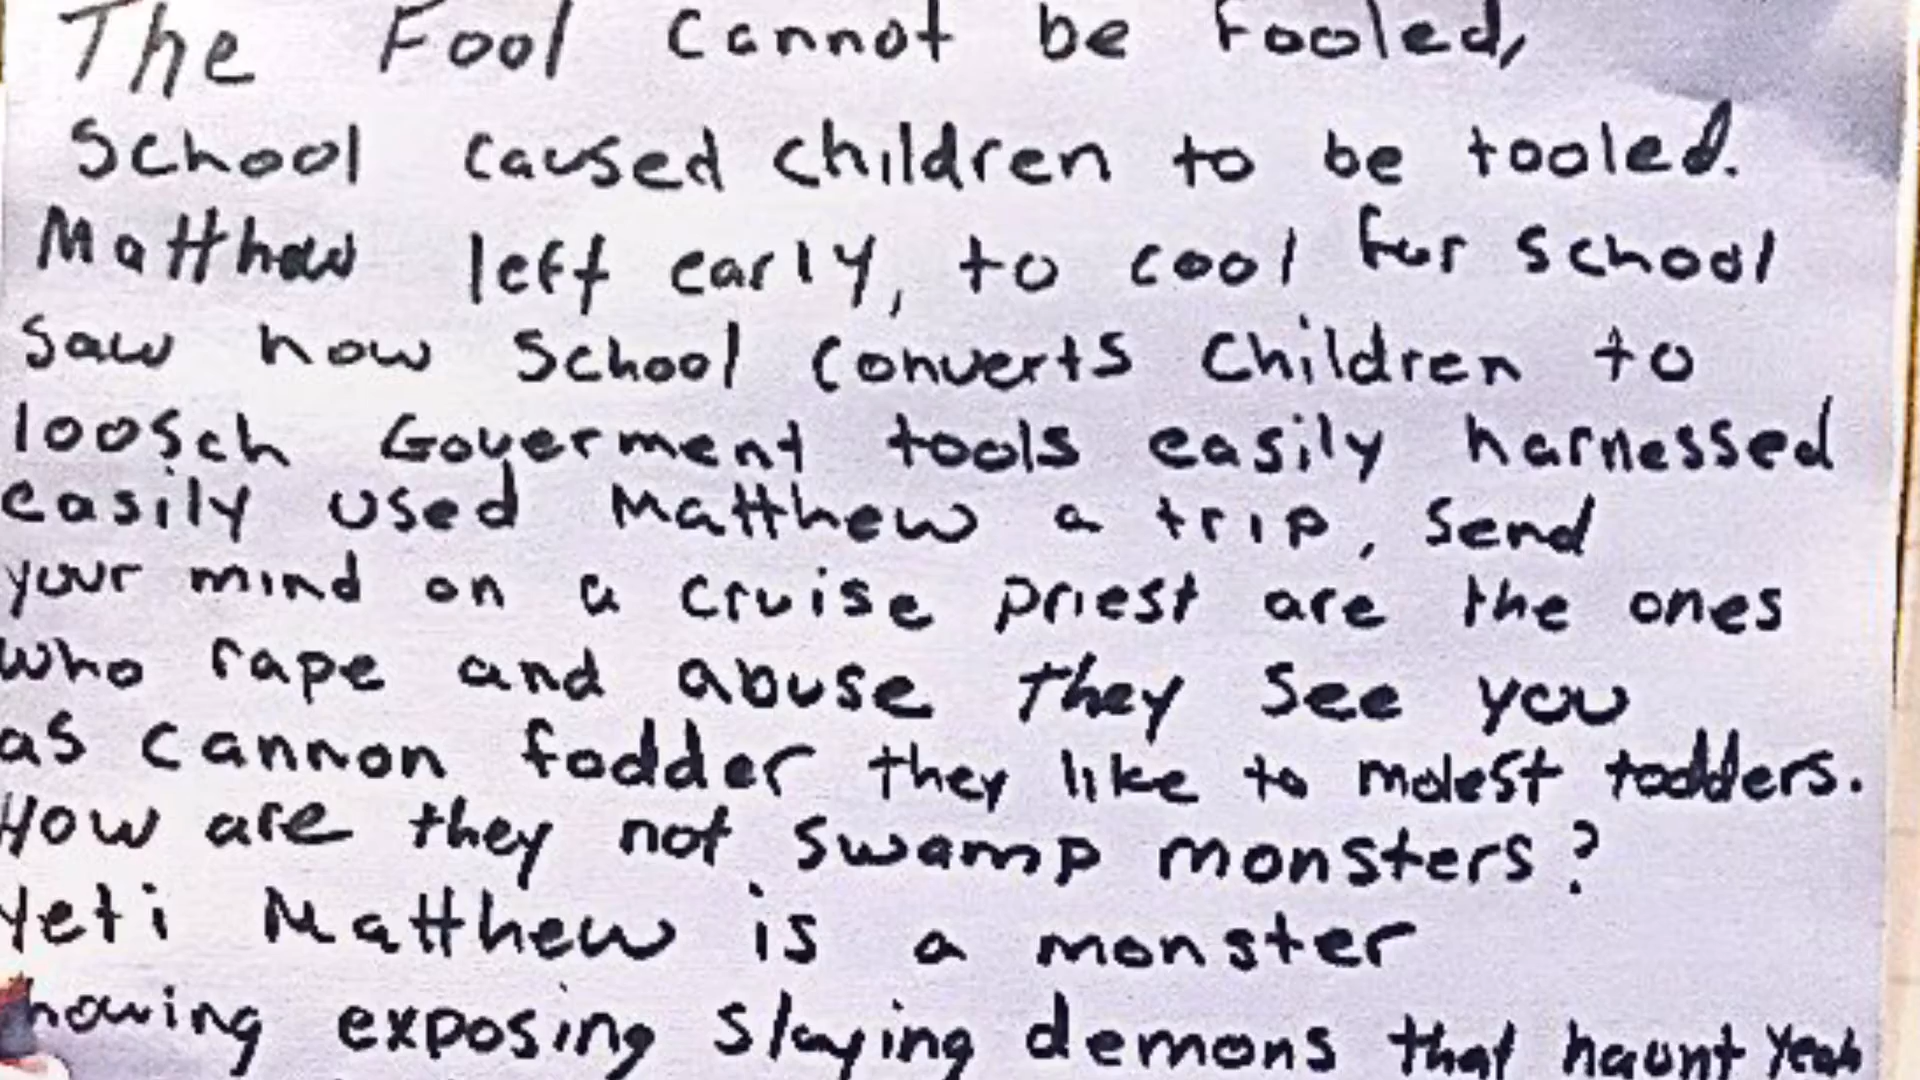 The Fool cannot be Fooled,
School caused children to be tooled.
Matthew left early, to cool for school
Saw how School converts children to
loosch Goverment tools easily harnessed
easily used Matthew a trip, send
your mind on a cruise priest are the ones
who rape and abuse they see you
as cannon fodder they like to molest todders.
How are they not swamp monsters?
Yeti Matthew is a monster
howing exposing slaying demons that haunt Yeah